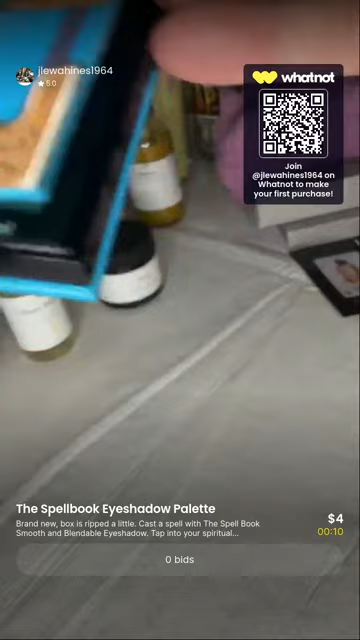 jlewahines1964
★ 5.0
whatnot
Join
@jlewahines1964 on
Whatnot to make
your first purchase!
The Spellbook Eyeshadow Palette
Brand new, box is ripped a little. Cast a spell with The Spell Book
Smooth and Blendable Eyeshadow. Tap into your spiritual...
$4
00:10
0 bids